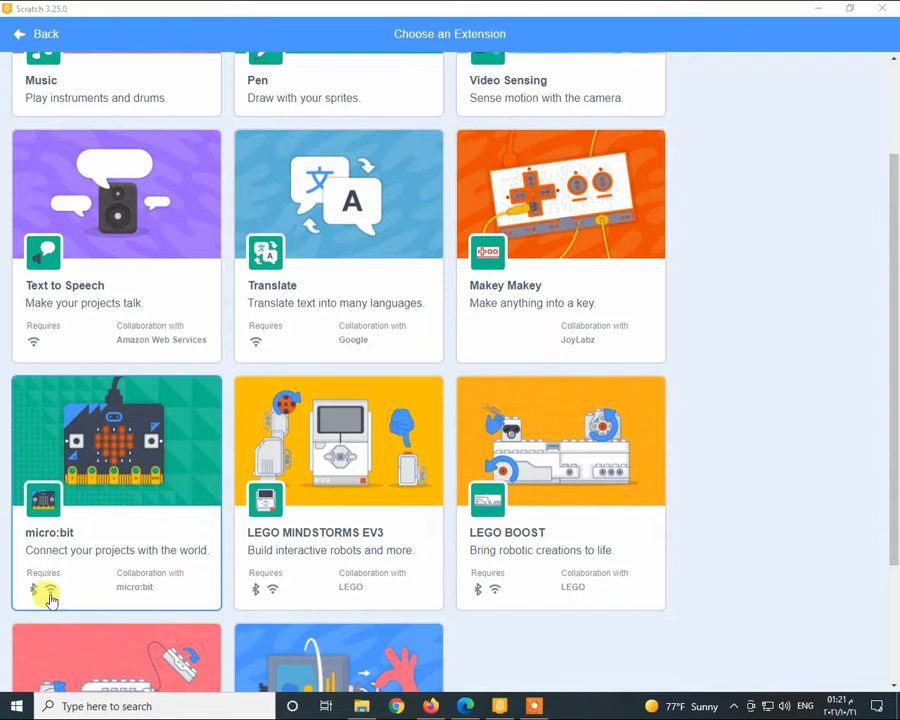 Scratch 3.25.0
Back
Choose an Extension
Music
Play instruments and drums.
Pen
Draw with your sprites.
Video Sensing
Sense motion with the camera.
Text to Speech
Make your projects talk.
Requires
Collaboration with
Amazon Web Services
文
A
Translate
Translate text into many languages.
Requires
Collaboration with
Google
Makey Makey
Make anything into a key.
Collaboration with
JoyLabz
micro:bit
Connect your projects with the world.
Requires
Collaboration with
micro:bit
LEGO MINDSTORMS EV3
Build interactive robots and more.
Requires
Collaboration with
LEGO
LEGO BOOST
Bring robotic creations to life.
Requires
Collaboration with
LEGO
Type here to search
77°F Sunny
ENG
01:21 م
٢٠٢١/١٠/٢١